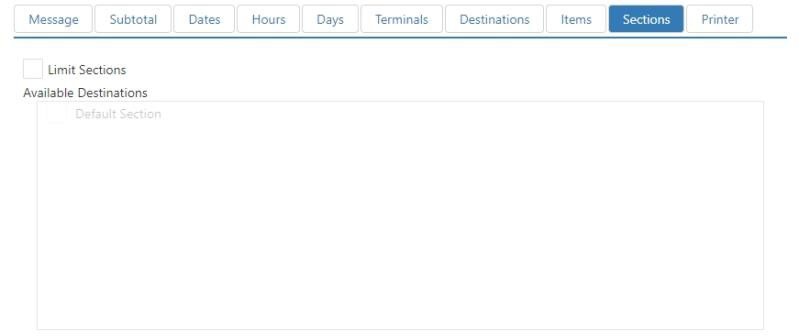 Message Subtotal Dates Hours Days Terminals Destinations Items Sections Printer
Limit Sections
Available Destinations
Default Section